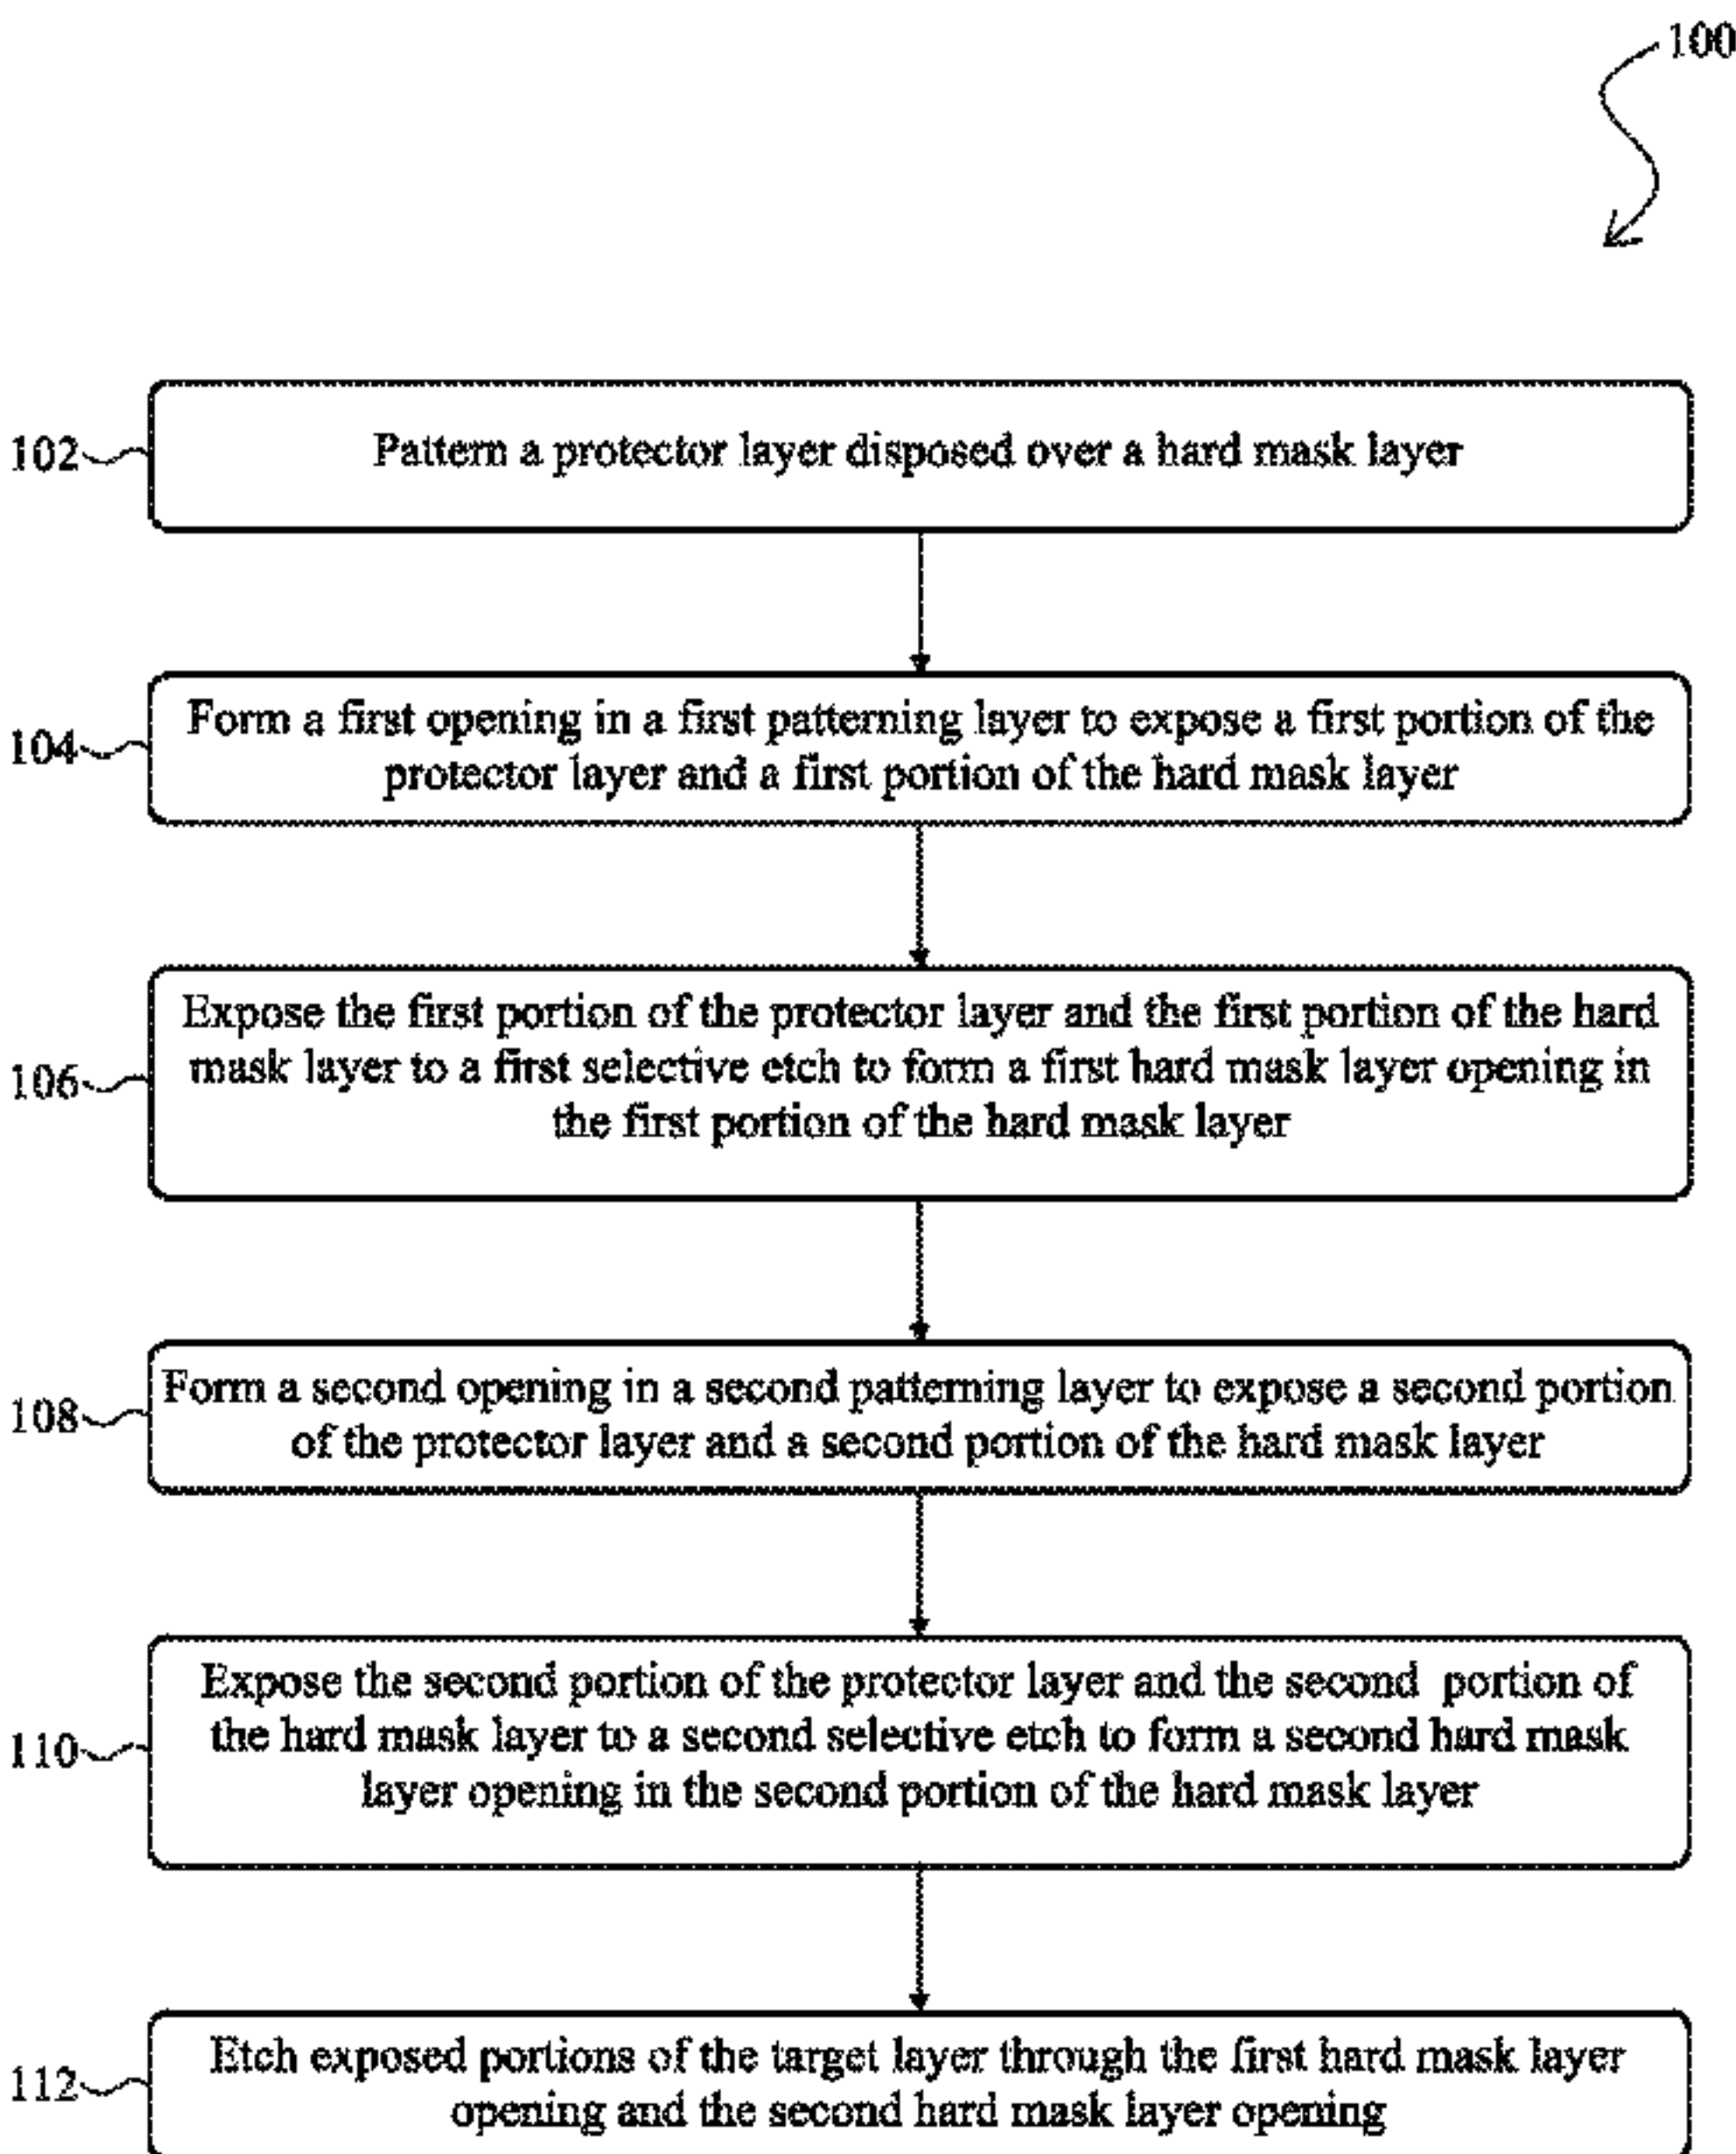 100
102
Pattern a protector layer disposed over a hard mask layer
104
Form a first opening in a first patterning layer to expose a first portion of the
protector layer and a first portion of the hard mask layer
106
Expose the first portion of the protector layer and the first portion of the hard
mask layer to a first selective etch to form a first hard mask layer opening in
the first portion of the hard mask layer
108
Form a second opening in a second patterning layer to expose a second portion
of the protector layer and a second portion of the hard mask layer
110
Expose the second portion of the protector layer and the second portion of
the hard mask layer to a second selective etch to form a second hard mask
layer opening in the second portion of the hard mask layer
112
Etch exposed portions of the target layer through the first hard mask layer
opening and the second hard mask layer opening